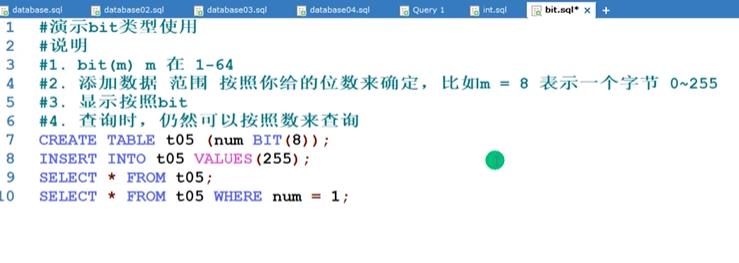 database.sql database02.sql database03.sql database04.sql Query 1 int.sql bit.sql* × +
1 #演示bit类型使用
2 #说明
3 #1. bit(m) m 在 1-64
4 #2. 添加数据 范围 按照你给的位数来确定，比如m = 8 表示一个字节 0~255
5 #3. 显示按照bit
6 #4. 查询时，仍然可以按照数来查询
7 CREATE TABLE t05 (num BIT(8));
8 INSERT INTO t05 VALUES(255);
9 SELECT * FROM t05;
10 SELECT * FROM t05 WHERE num = 1;